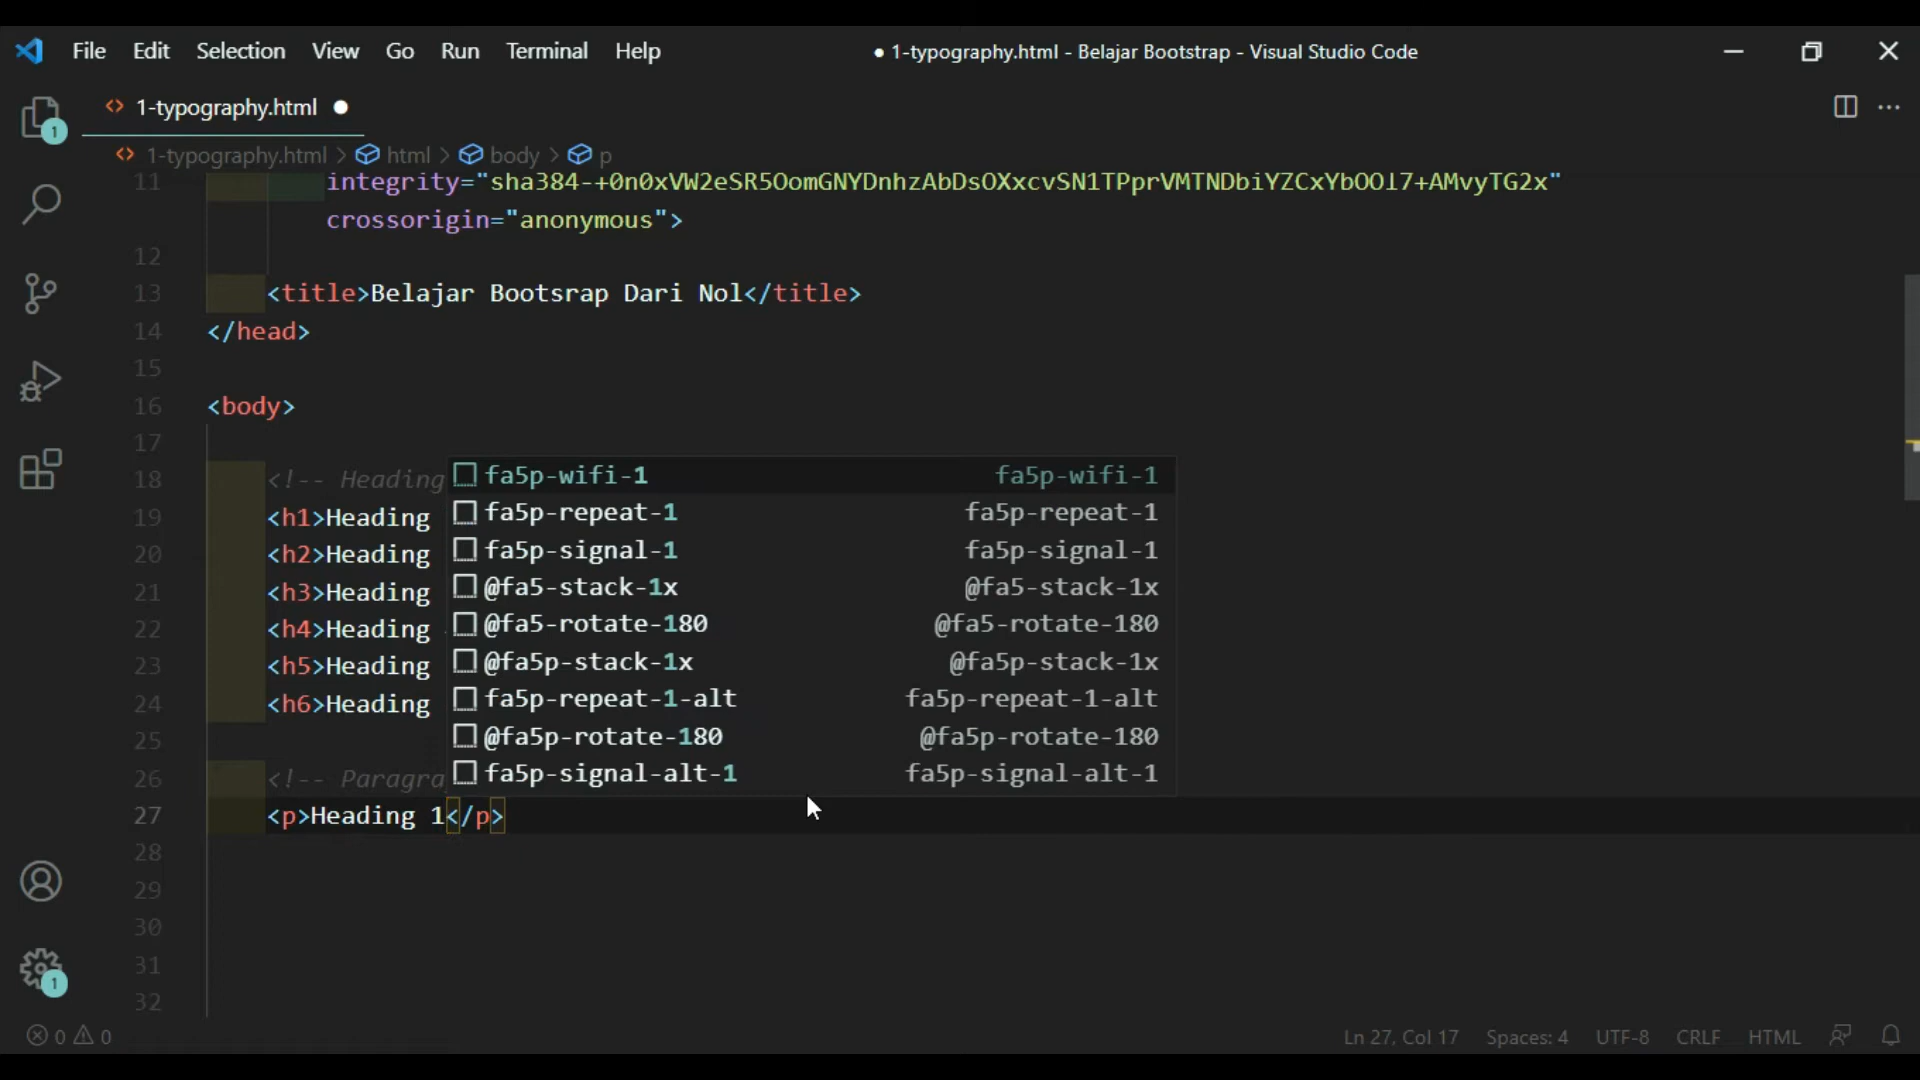 File Edit Selection View Go Run Terminal Help ● 1-typography.html - Belajar Bootstrap - Visual Studio Code
1-typography.html
1
1-typography.html > html > body > p
11 integrity="sha384-+0n0xVW2eSR5OomGNYDnhzAbDsOXxcvSN1TPprVMTNDbiYZCxYbOOl7+AMvyTG2x"
crossorigin="anonymous">
12
13 <title>Belajar Bootsrap Dari Nol</title>
14 </head>
15
16 <body>
17
18 <!-- Heading
19 <h1>Heading
20 <h2>Heading
21 <h3>Heading
22 <h4>Heading
23 <h5>Heading
24 <h6>Heading
25
26 <!-- Paragra
27 <p>Heading 1</p>
28
29
30
31
32
fa5p-wifi-1 fa5p-wifi-1
fa5p-repeat-1 fa5p-repeat-1
fa5p-signal-1 fa5p-signal-1
@fa5-stack-1x @fa5-stack-1x
@fa5-rotate-180 @fa5-rotate-180
@fa5p-stack-1x @fa5p-stack-1x
fa5p-repeat-1-alt fa5p-repeat-1-alt
@fa5p-rotate-180 @fa5p-rotate-180
fa5p-signal-alt-1 fa5p-signal-alt-1
1
0 0 Ln 27, Col 17 Spaces: 4 UTF-8 CRLF HTML